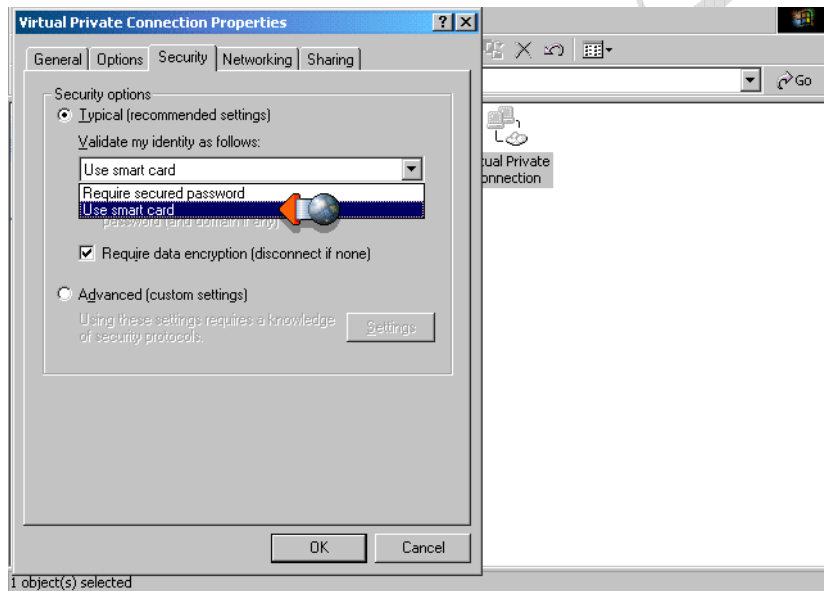 Virtual Private Connection Properties
General Options Security Networking Sharing
Go
Security options
Typical (recommended settings)
Validate my identity as follows:
Use smart card
Require secured password
Use smart card
password (and domain if any)
Require data encryption (disconnect if none)
Advanced (custom settings)
Using these settings requires a knowledge
of security protocols.
Settings
OK Cancel
tual Private
onnection
1 object(s) selected